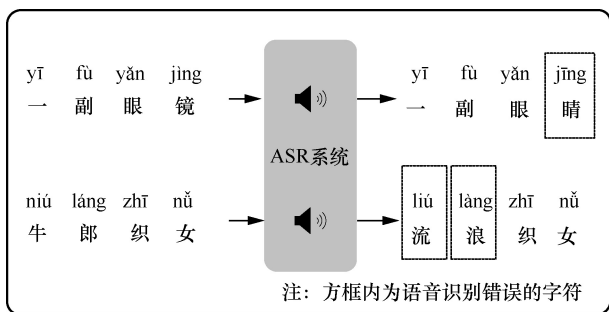 yī fù yǎn jìng yī fù yǎn jīng
一 副 眼 镜 一 副 眼 睛
ASR系统
niú láng zhī nǚ liú làng zhī nǚ
牛 郎 织 女 流 浪 织 女
注：方框内为语音识别错误的字符